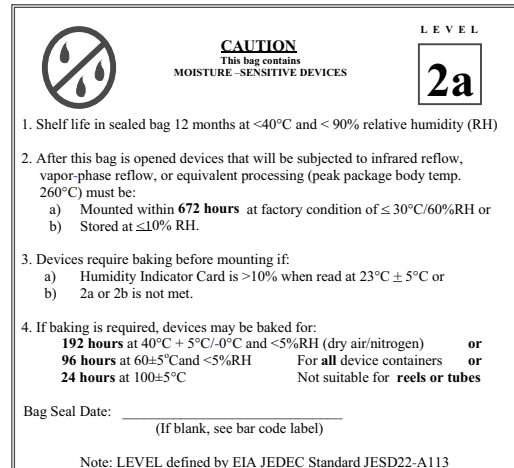 LEVEL
CAUTION
This bag contains
MOISTURE –SENSITIVE DEVICES
2a
1. Shelf life in sealed bag 12 months at <40°C and < 90% relative humidity (RH)
2. After this bag is opened devices that will be subjected to infrared reflow,
vapor-phase reflow, or equivalent processing (peak package body temp.
260°C) must be:
a) Mounted within 672 hours at factory condition of ≤ 30°C/60%RH or
b) Stored at ≤10% RH.
3. Devices require baking before mounting if:
a) Humidity Indicator Card is >10% when read at 23°C ± 5°C or
b) 2a or 2b is not met.
4. If baking is required, devices may be baked for:
192 hours at 40°C + 5°C/-0°C and <5%RH (dry air/nitrogen) or
96 hours at 60±5°Cand <5%RH For all device containers or
24 hours at 100±5°C Not suitable for reels or tubes
Bag Seal Date: ______________________________
(If blank, see bar code label)
Note: LEVEL defined by EIA JEDEC Standard JESD22-A113